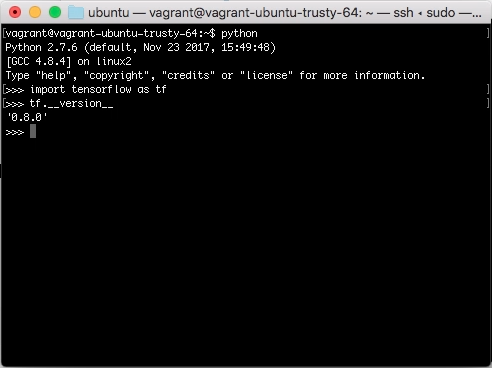 ubuntu — vagrant@vagrant-ubuntu-trusty-64: ~ — ssh ◂ sudo —...
[vagrant@vagrant-ubuntu-trusty-64:~$ python ]
Python 2.7.6 (default, Nov 23 2017, 15:49:48)
[GCC 4.8.4] on linux2
Type "help", "copyright", "credits" or "license" for more information.
[>>> import tensorflow as tf ]
[>>> tf.__version__ ]
'0.8.0'
>>>